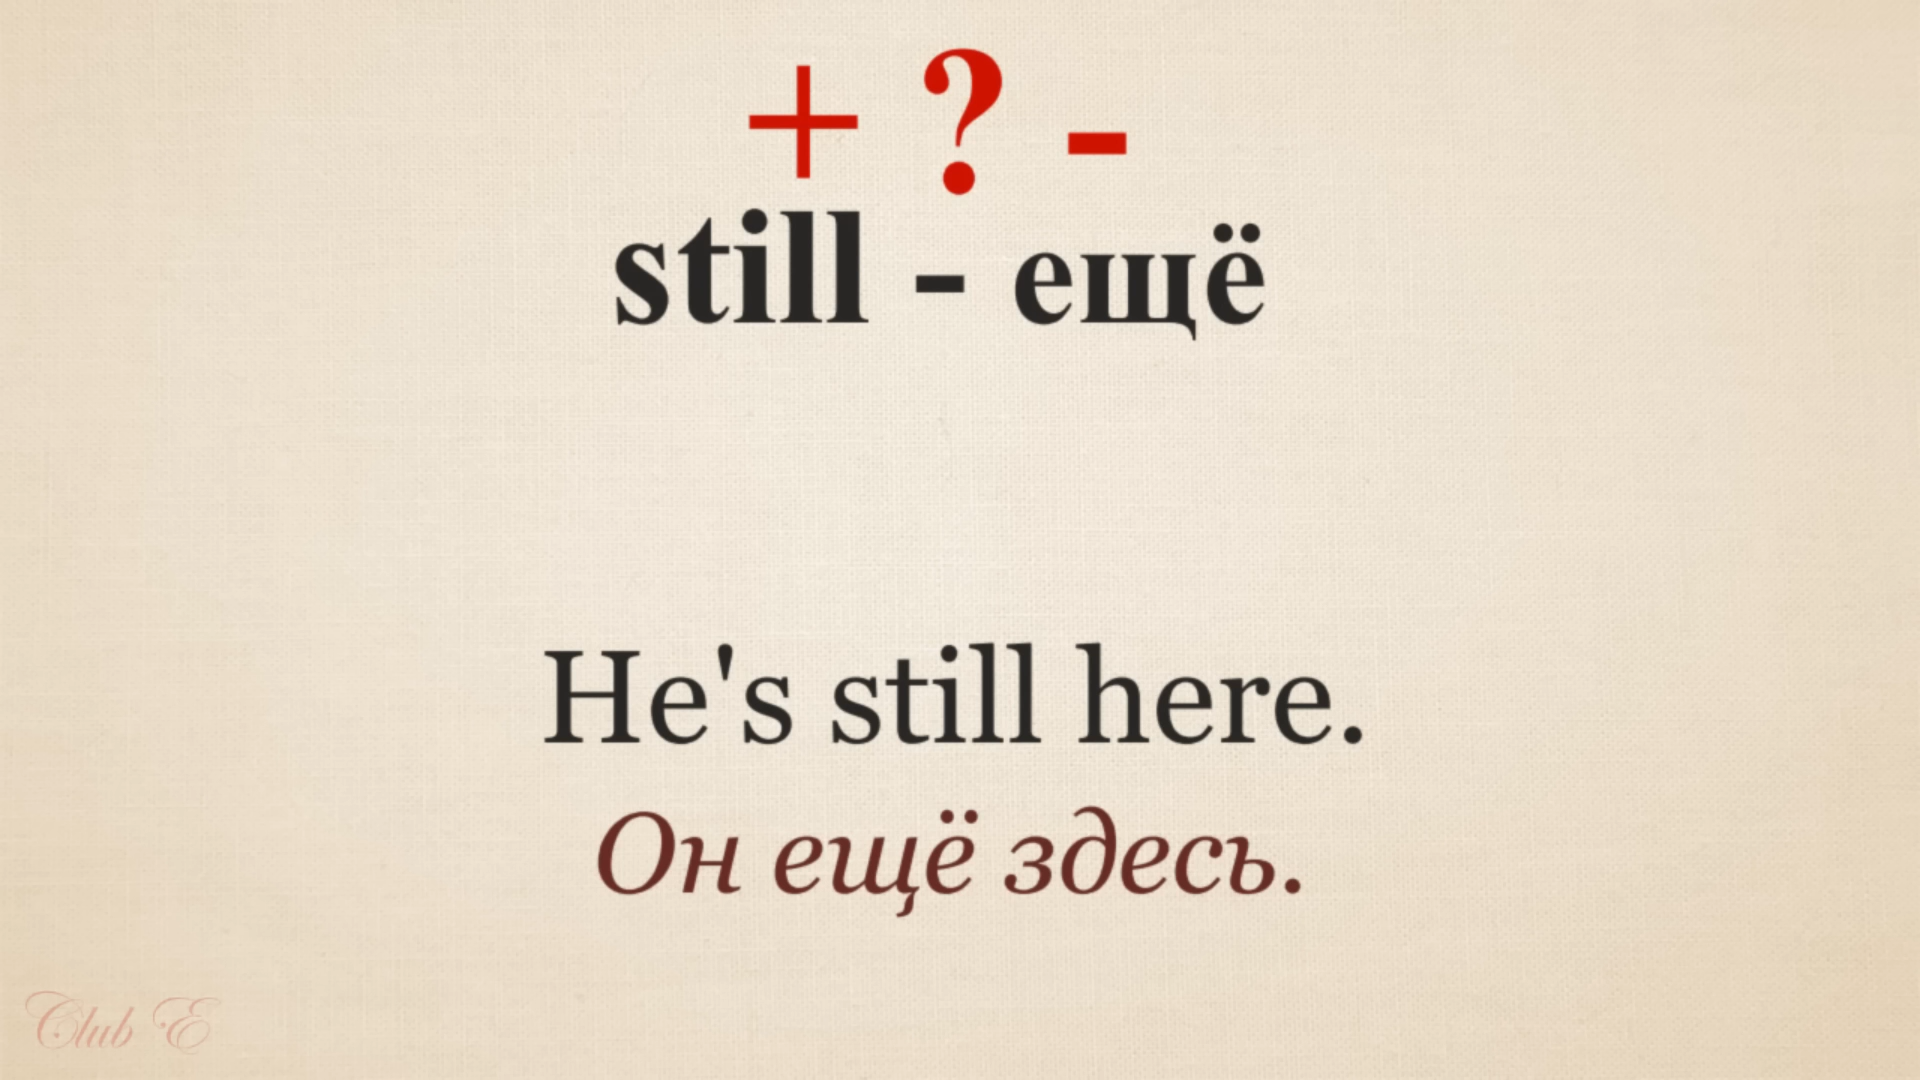 + ? -
still - ещё
He's still here.
Он ещё здесь.
Club E